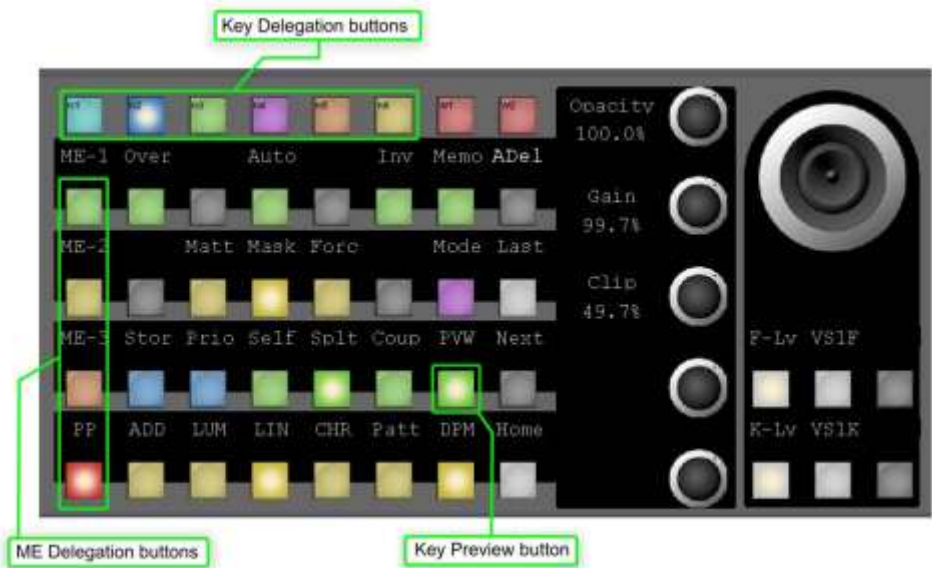 Key Delegation buttons
Opacity
100.0%
ME-1 Over Auto Inv Memo ADel
Gain
99.7%
ME-2 Matt Mask Forc Mode Last
Clip
49.7%
ME-3 Stor Prio Self Splt Coup PVW Next
F-Lv VS1F
PP ADD LUM LIN CHR Patt DPM Home
K-Lv VS1K
ME Delegation buttons
Key Preview button